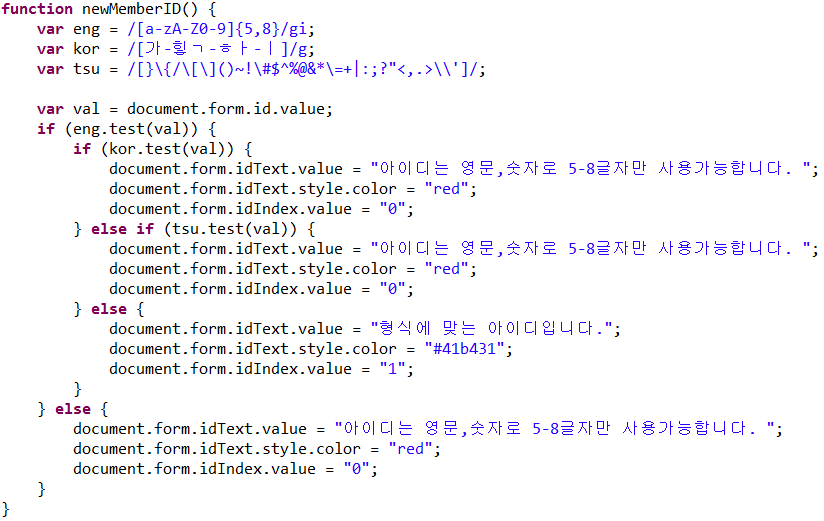 function newMemberID() {
    var eng = /[a-zA-Z0-9]{5,8}/gi;
    var kor = /[가-힣ㄱ-ㅎㅏ-ㅣ]/g;
    var tsu = /[}\{/\[\]()~!\#$^%@&*\=+|:;?"<,.>\\']/;

    var val = document.form.id.value;
    if (eng.test(val)) {
        if (kor.test(val)) {
            document.form.idText.value = "아이디는 영문,숫자로 5-8글자만 사용가능합니다. ";
            document.form.idText.style.color = "red";
            document.form.idIndex.value = "0";
        } else if (tsu.test(val)) {
            document.form.idText.value = "아이디는 영문,숫자로 5-8글자만 사용가능합니다. ";
            document.form.idText.style.color = "red";
            document.form.idIndex.value = "0";
        } else {
            document.form.idText.value = "형식에 맞는 아이디입니다.";
            document.form.idText.style.color = "#41b431";
            document.form.idIndex.value = "1";
        }
    } else {
        document.form.idText.value = "아이디는 영문,숫자로 5-8글자만 사용가능합니다. ";
        document.form.idText.style.color = "red";
        document.form.idIndex.value = "0";
    }
}